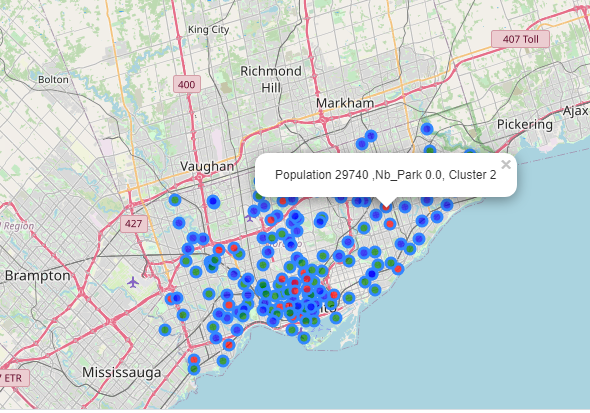 King City
407 Toll
Bolton
Richmond
Hill
400
Markham
Ajax
Pickering
×
Vaughan
Population 29740 ,Nb_Park 0.0, Cluster 2
427
Region
Brampton
7 ETR
Mississauga